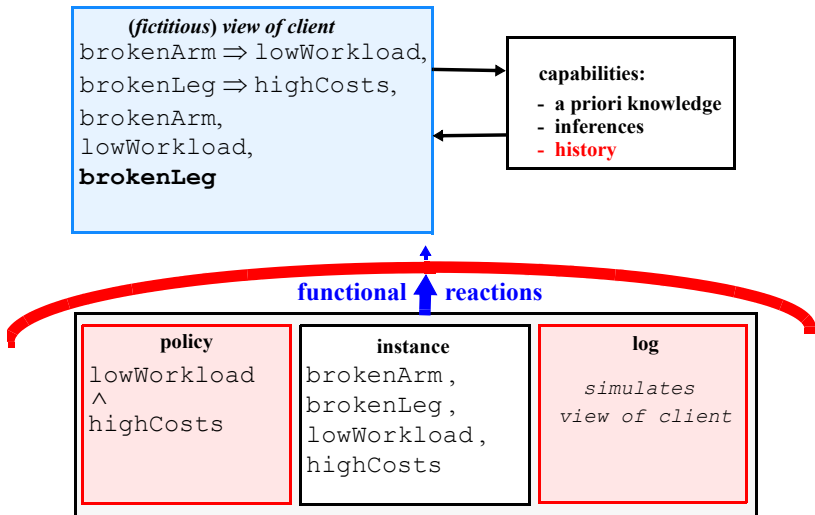 (fictitious) view of client
brokenArm ⇒ lowWorkload,
brokenLeg ⇒ highCosts,
brokenArm,
lowWorkload,
brokenLeg
capabilities:
- a priori knowledge
- inferences
- history
functional reactions
policy
lowWorkload
^
highCosts
instance
brokenArm ,
brokenLeg ,
lowWorkload ,
highCosts
log
simulates
view of client